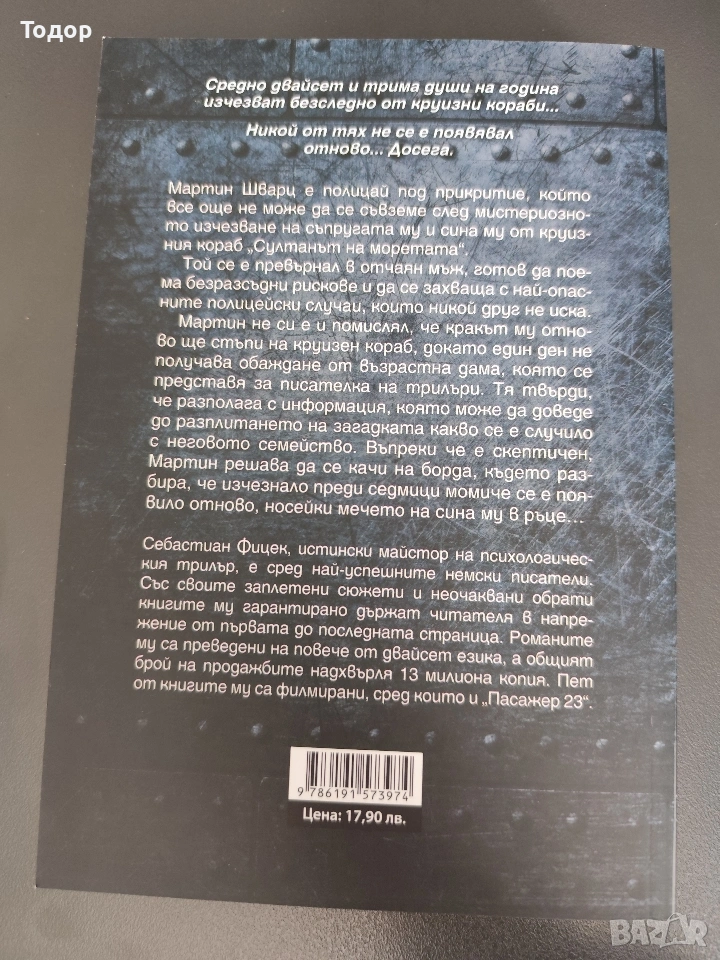 Тодор
Средно двайсет и трима души на година
изчезват безследно от круизни кораби...
Никой от тях не се е появявал
отново... Досега.
Мартин Шварц е полицай под прикритие, който
все още не може да се съвземе след мистериозно-
то изчезване на съпругата му и сина му от круиз-
ния кораб „Султанът на моретата“.
Той се е превърнал в отчаян мъж, готов да пое-
ма безразсъдни рискове и да се захваща с най-опас-
ните полицейски случаи, които никой друг не иска.
Мартин не си е и помислял, че кракът му отно-
во ще стъпи на круизен кораб, докато един ден не
получава обаждане от възрастна дама, която се
представя за писателка на трилъри. Тя твърди,
че разполага с информация, която може да доведе
до разплитането на загадката какво се е случило
с неговото семейство. Въпреки че е скептичен,
Мартин решава да се качи на борда, където раз-
бира, че изчезнало преди седмици момиче се е поя-
вило отново, носейки мечето на сина му в ръце...
Себастиан Фицек, истински майстор на психологичес-
кия трилър, е сред най-успешните немски писатели.
Със своите заплетени сюжети и неочаквани обрати
книгите му гарантирано държат читателя в напре-
жение от първата до последната страница. Романите
му са преведени на повече от двайсет езика, а общият
брой на продажбите надхвърля 13 милиона копия. Пет
от книгите му са филмирани, сред които и „Пасажер 23“.
9 786191 573974
Цена: 17,90 лв.
BAZAR